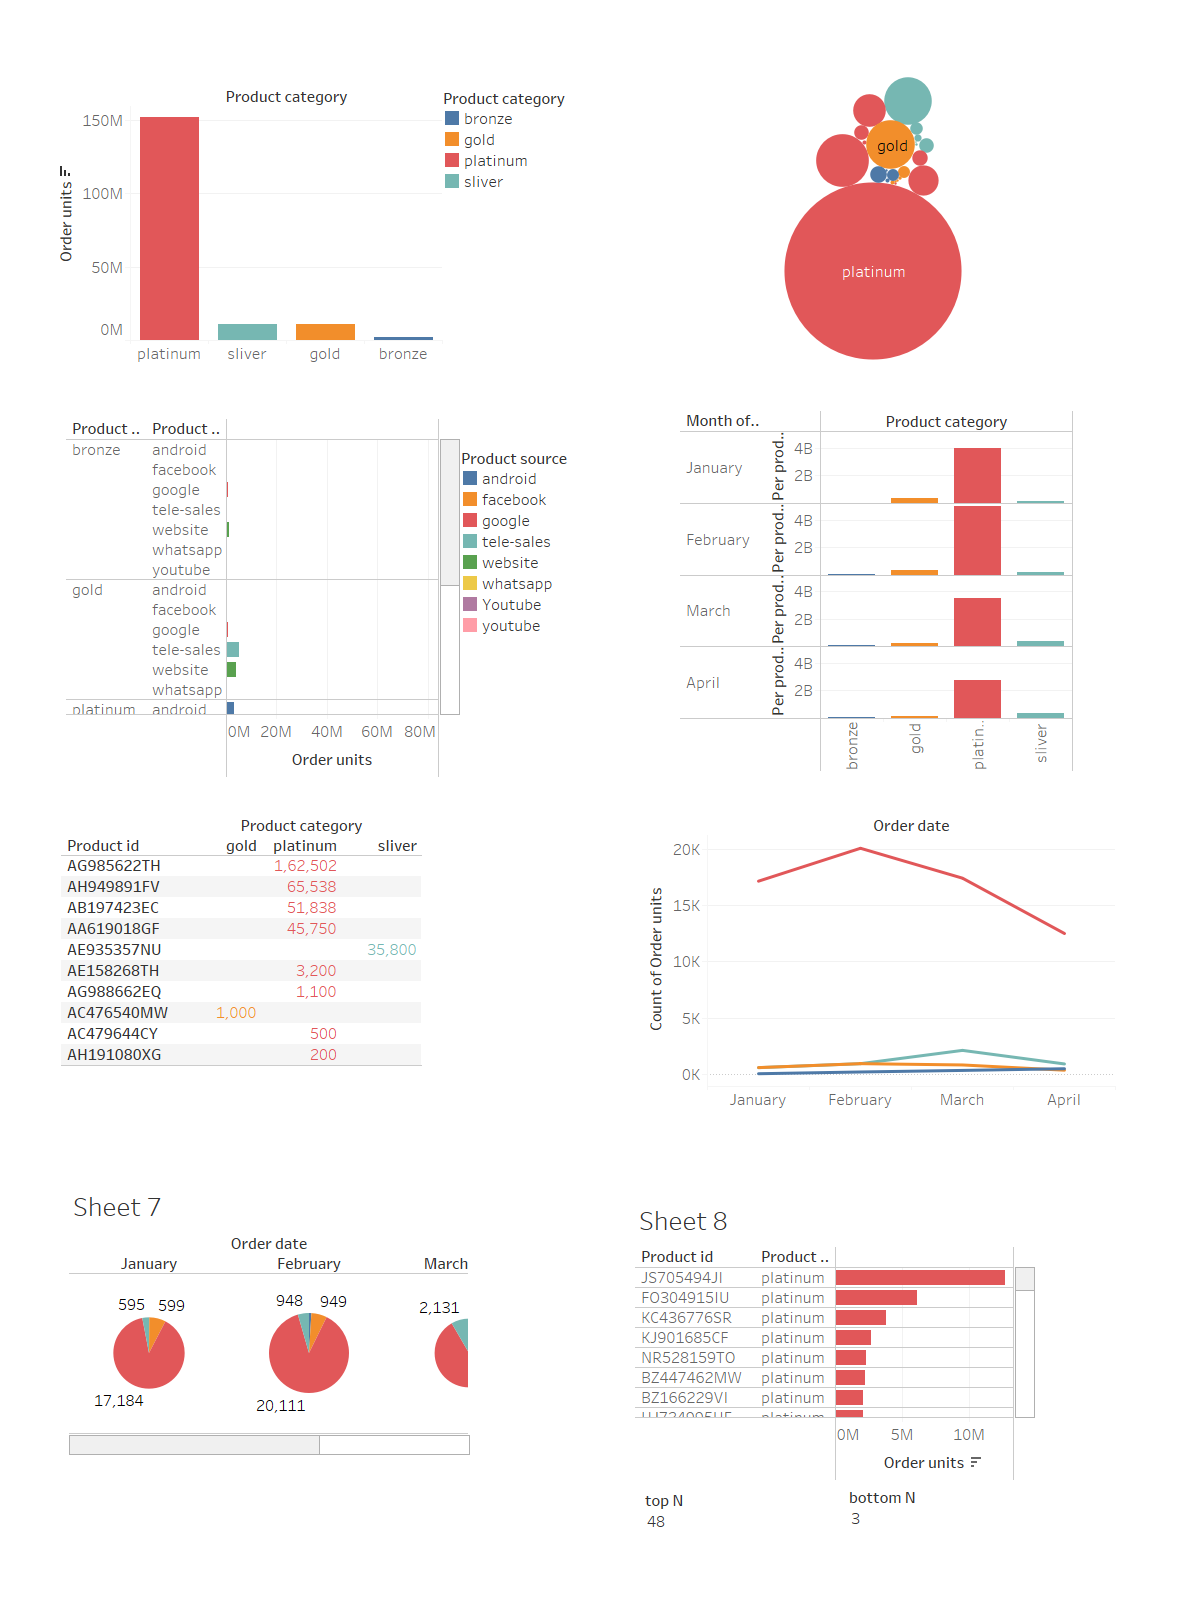 Product category
150M
100M
50M
0M
Order units
platinum sliver gold bronze
Product category
bronze
gold
platinum
sliver
gold
platinum
Product .. Product ..
bronze android
facebook
google
tele-sales
website
whatsapp
youtube
gold android
facebook
google
tele-sales
website
whatsapp
platinum android
0M 20M 40M 60M 80M
Order units
Product source
android
facebook
google
tele-sales
website
whatsapp
Youtube
youtube
Month of.. Product category
January Per prod.. 4B
2B
February Per prod.. 4B
2B
March Per prod.. 4B
2B
April Per prod.. 4B
2B
bronze gold platin.. sliver
Product category
Product id gold platinum sliver
AG985622TH 1,62,502
AH949891FV 65,538
AB197423EC 51,838
AA619018GF 45,750
AE935357NU 35,800
AE158268TH 3,200
AG988662EQ 1,100
AC476540MW 1,000
AC479644CY 500
AH191080XG 200
Order date
20K
15K
10K
5K
0K
Count of Order units
January February March April
Sheet 7
Order date
January February March
595 599 948 949 2,131
17,184 20,111
Sheet 8
Product id Product ..
JS705494JI platinum
FO304915IU platinum
KC436776SR platinum
KJ901685CF platinum
NR528159TO platinum
BZ447462MW platinum
BZ166229VI platinum
platinum
0M 5M 10M
Order units
top N bottom N
48 3